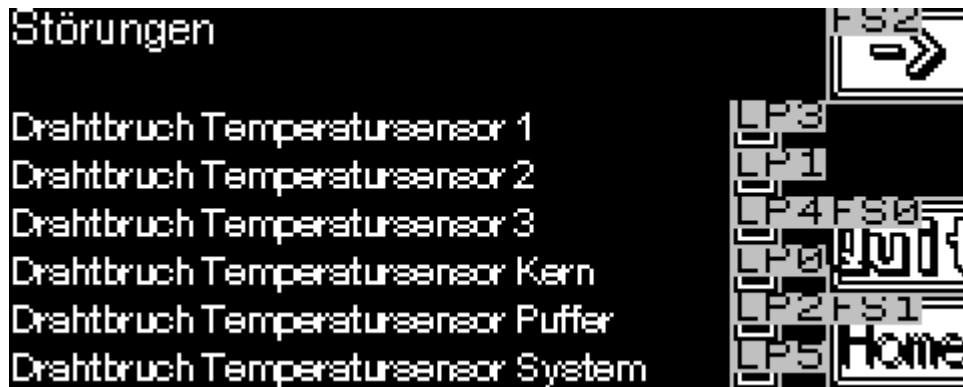 Störungen FS2
->
Drahtbruch Temperatursensor 1 LP3
Drahtbruch Temperatursensor 2 LP1
Drahtbruch Temperatursensor 3 LP4 FS0
Drahtbruch Temperatursensor Kern LP0
Drahtbruch Temperatursensor Puffer LP2 FS1
Drahtbruch Temperatursensor System LP5 Home